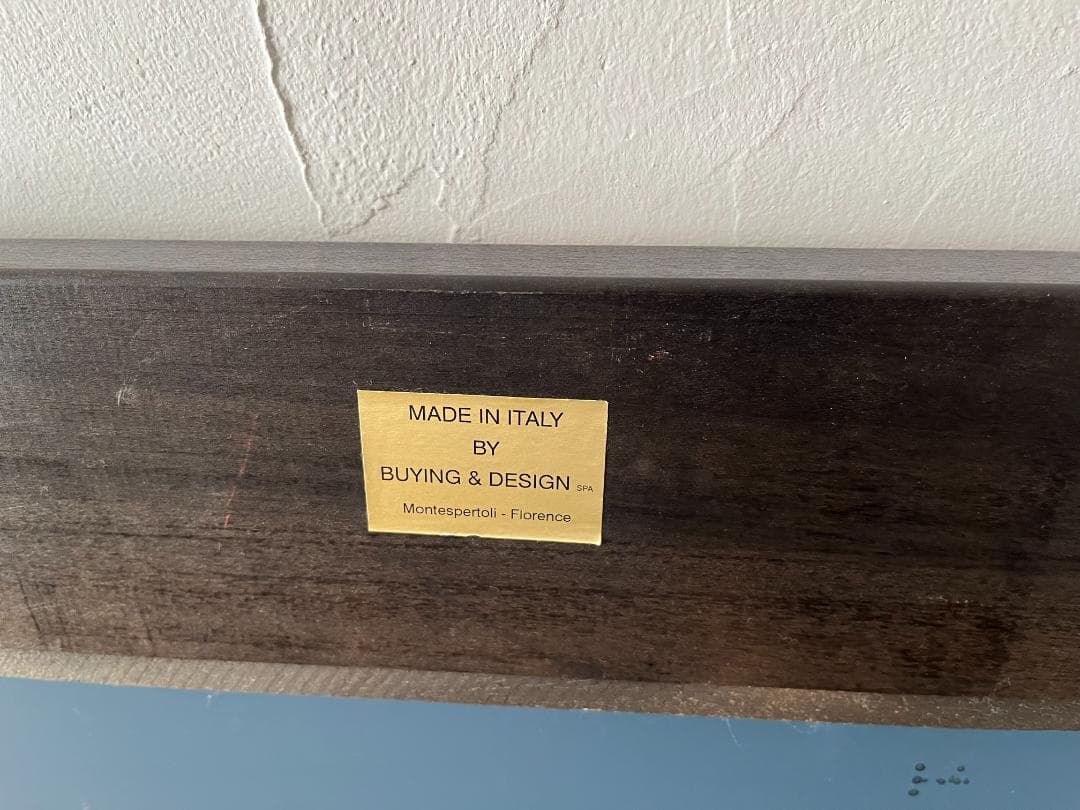 MADE IN ITALY
BY
BUYING & DESIGN SPA
Montespertoli - Florence